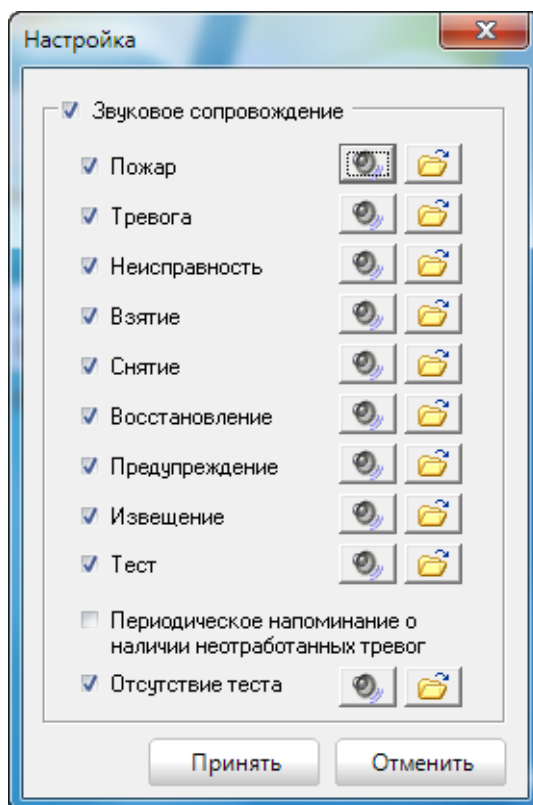 Настройка
Звуковое сопровождение
Пожар
Тревога
Неисправность
Взятие
Снятие
Восстановление
Предупреждение
Извещение
Тест
Периодическое напоминание о
наличии неотработанных тревог
Отсутствие теста
Принять Отменить